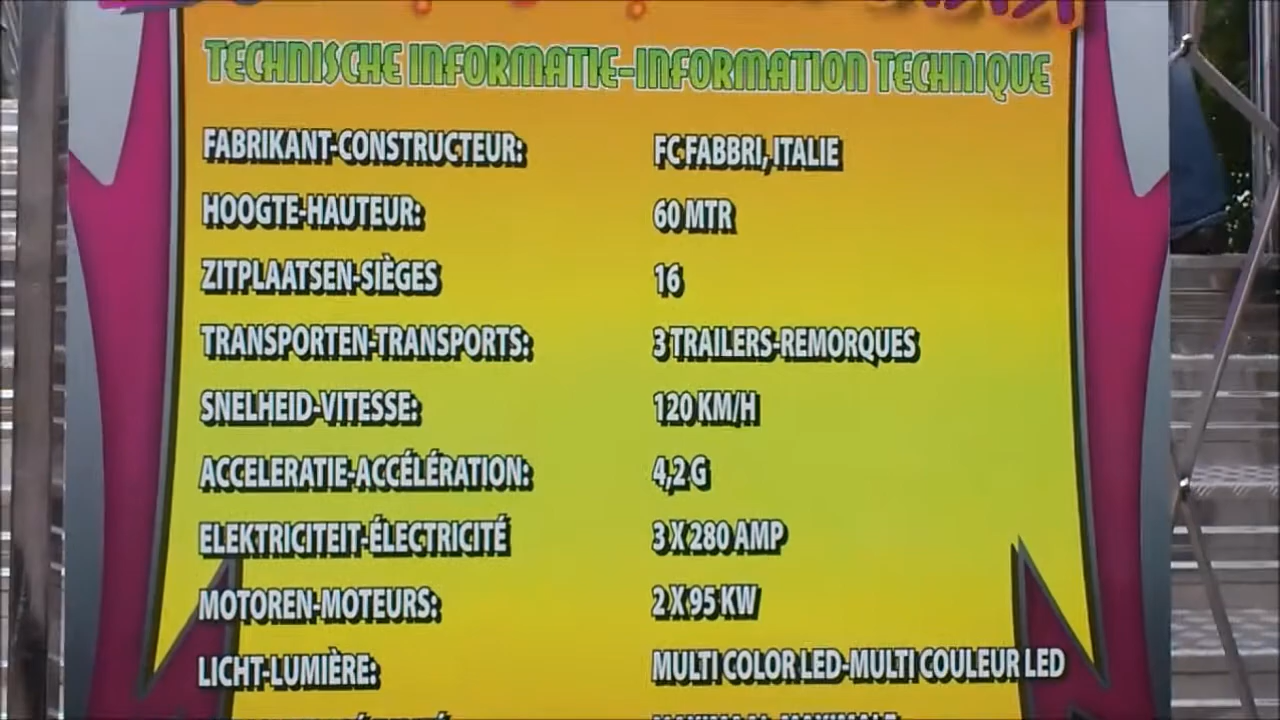 TECHNISCHE INFORMATIE-INFORMATION TECHNIQUE
FABRIKANT-CONSTRUCTEUR: FC FABBRI, ITALIE
HOOGTE-HAUTEUR: 60 MTR
ZITPLAATSEN-SIÈGES 16
TRANSPORTEN-TRANSPORTS: 3 TRAILERS-REMORQUES
SNELHEID-VITESSE: 120 KM/H
ACCELERATIE-ACCÉLÉRATION: 4,2 G
ELEKTRICITEIT-ÉLECTRICITÉ 3 X 280 AMP
MOTOREN-MOTEURS: 2 X 95 KW
LICHT-LUMIÈRE: MULTI COLOR LED-MULTI COULEUR LED